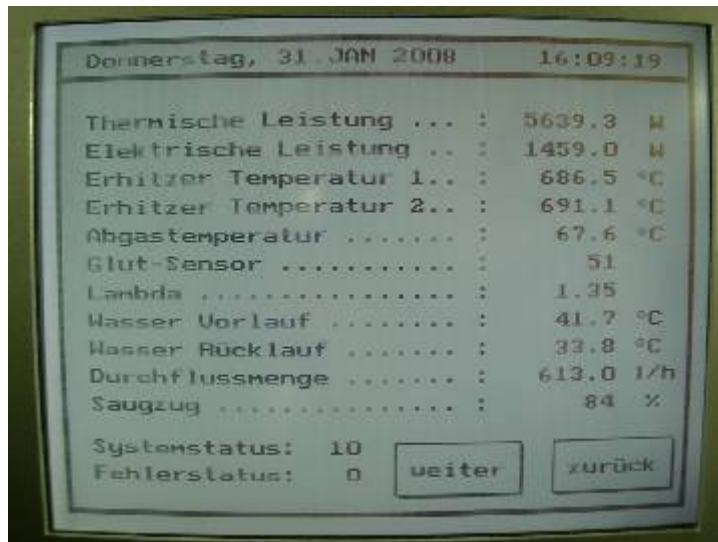 Donnerstag, 31.JAN 2008 16:09:19
Thermische Leistung ... : 5639.3 W
Elektrische Leistung .. : 1459.0 W
Erhitzer Temperatur 1.. : 686.5 °C
Erhitzer Temperatur 2.. : 691.1 °C
Abgastemperatur ....... : 67.6 °C
Glut-Sensor ........... : 51
Lambda ................ : 1.35
Wasser Vorlauf ........ : 41.7 °C
Wasser Rücklauf ....... : 33.8 °C
Durchflussmenge ....... : 613.0 l/h
Saugzug ............... : 84 %
Systemstatus: 10
Fehlerstatus: 0
weiter zurück